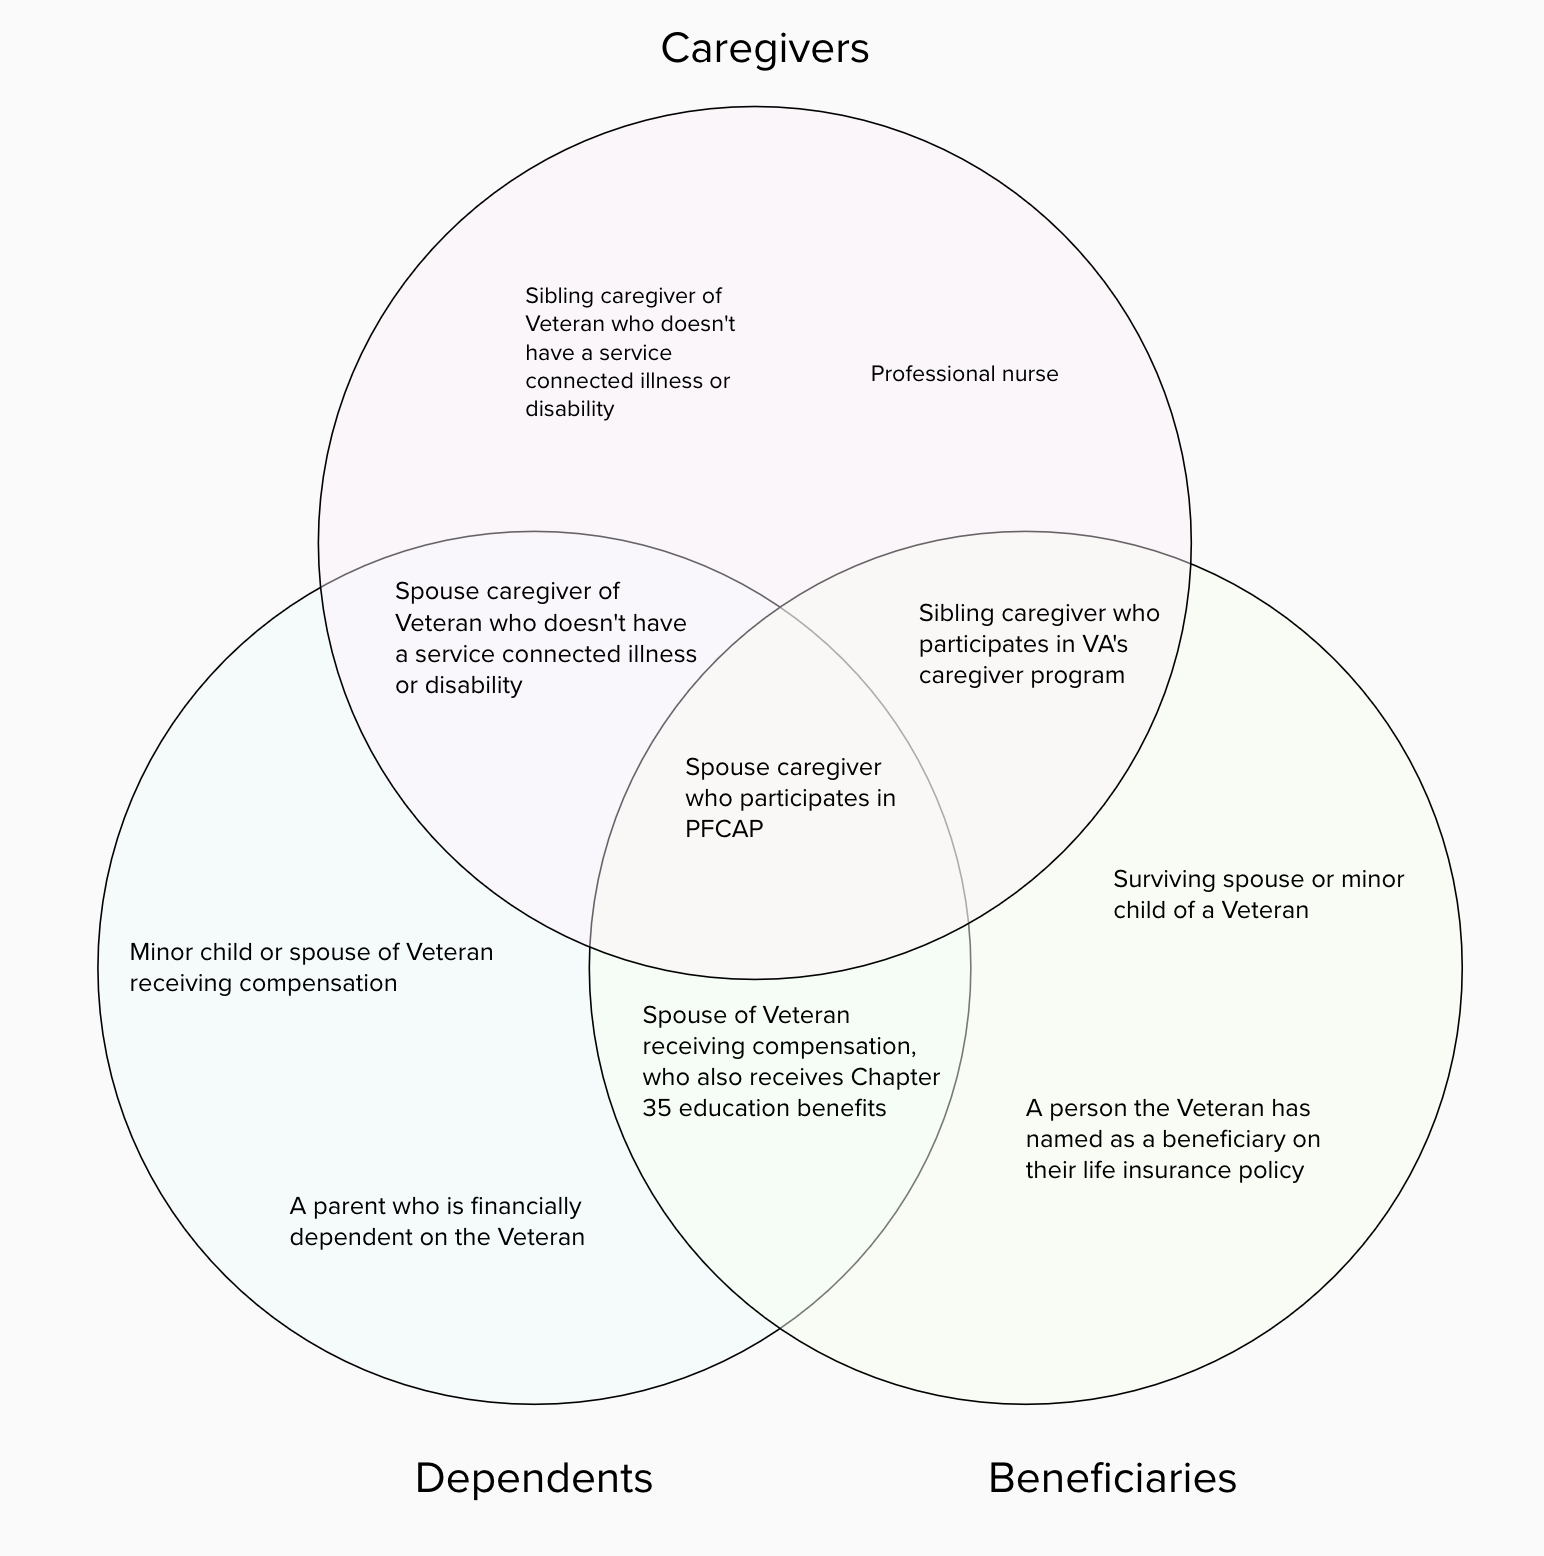 Caregivers
Sibling caregiver of
Veteran who doesn't
have a service
connected illness or
disability
Professional nurse
Spouse caregiver of
Veteran who doesn't have
a service connected illness
or disability
Sibling caregiver who
participates in VA's
caregiver program
Spouse caregiver
who participates in
PFCAP
Surviving spouse or minor
child of a Veteran
Minor child or spouse of Veteran
receiving compensation
Spouse of Veteran
receiving compensation,
who also receives Chapter
35 education benefits
A person the Veteran has
named as a beneficiary on
their life insurance policy
A parent who is financially
dependent on the Veteran
Dependents
Beneficiaries